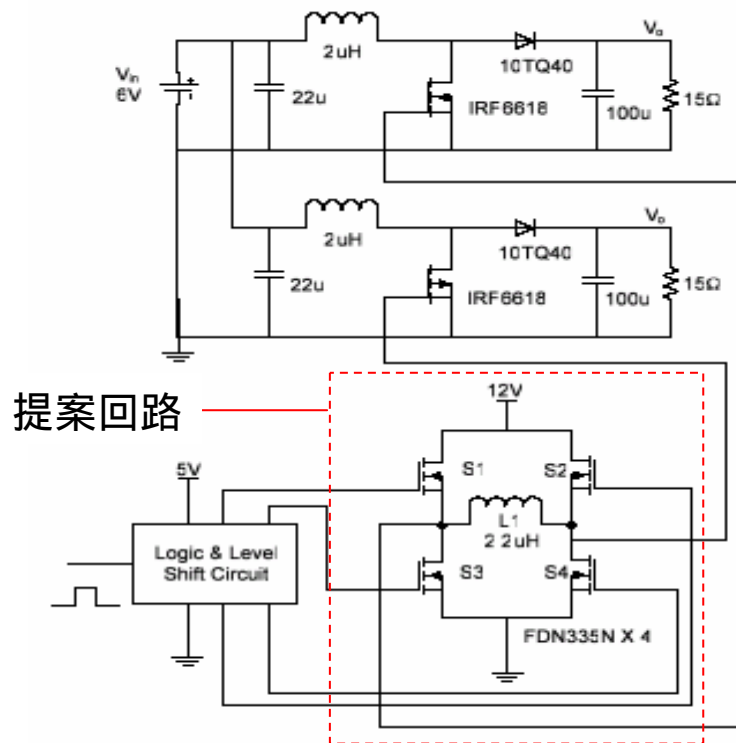 2uH
10TQ40
Vo
Vin
6V
22u
IRF6618
100u
15Ω
2uH
10TQ40
Vo
22u
IRF6618
100u
15Ω
提案回路
12V
5V
S1
S2
L1
2 2uH
Logic & Level
Shift Circuit
S3
S4
FDN335N X 4